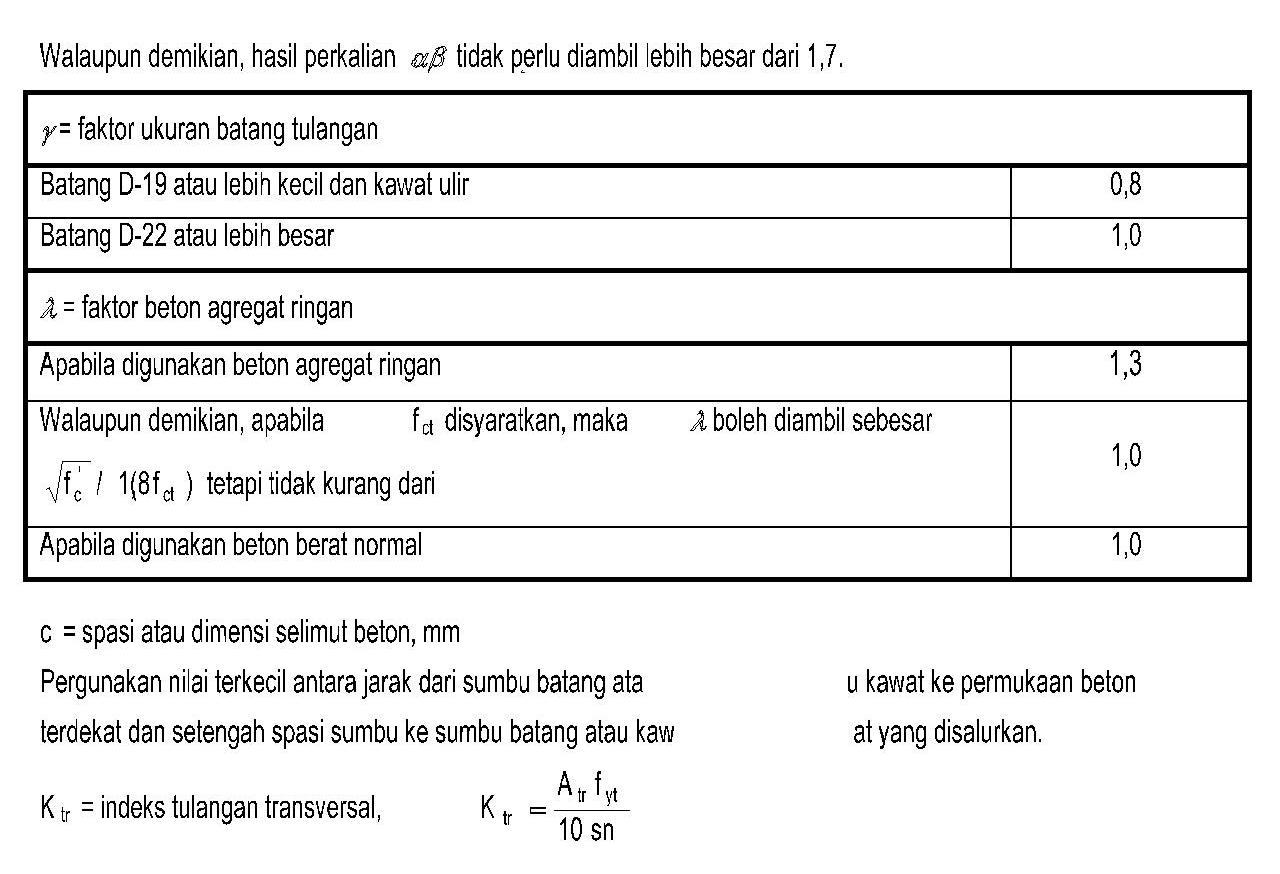 Walaupun demikian, hasil perkalian αβ tidak perlu diambil lebih besar dari 1,7.
γ = faktor ukuran batang tulangan
Batang D-19 atau lebih kecil dan kawat ulir 0,8
Batang D-22 atau lebih besar 1,0
λ = faktor beton agregat ringan
Apabila digunakan beton agregat ringan 1,3
Walaupun demikian, apabila f_ct disyaratkan, maka λ boleh diambil sebesar
√f'_c / 1(8f_ct ) tetapi tidak kurang dari 1,0
Apabila digunakan beton berat normal 1,0
c = spasi atau dimensi selimut beton, mm
Pergunakan nilai terkecil antara jarak dari sumbu batang ata u kawat ke permukaan beton
terdekat dan setengah spasi sumbu ke sumbu batang atau kaw at yang disalurkan.
K_tr = indeks tulangan transversal, K_tr = A_tr f_yt / 10 sn